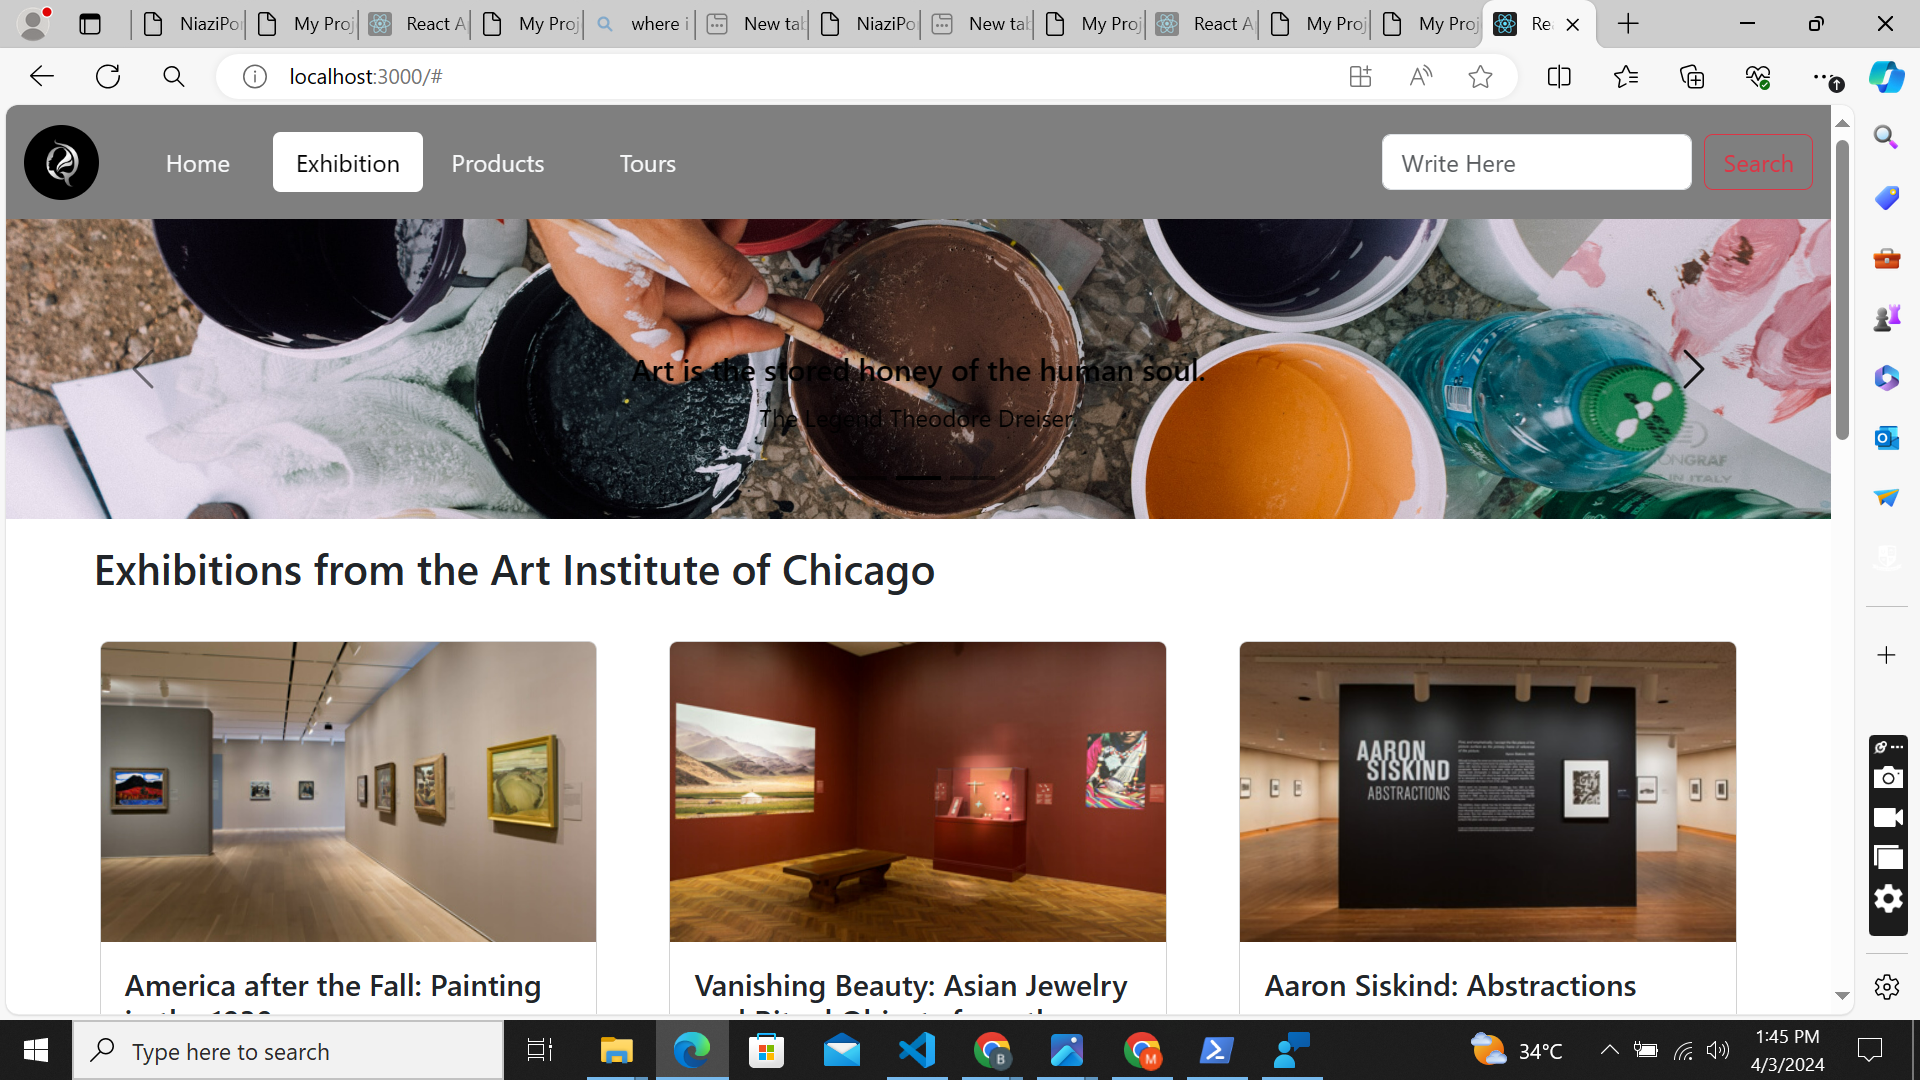 NiaziPor
My Proj
React A
My Proj
where i
New tab
NiaziPor
New tab
My Proj
React A
My Proj
My Proj
Re
localhost:3000/#
Home
Exhibition
Products
Tours
Write Here
Search
Art is the stored honey of the human soul.
The Legend Theodore Dreiser.
Exhibitions from the Art Institute of Chicago
AARON
SISKIND
ABSTRACTIONS
America after the Fall: Painting
Vanishing Beauty: Asian Jewelry
Aaron Siskind: Abstractions
Type here to search
34°C
1:45 PM
4/3/2024